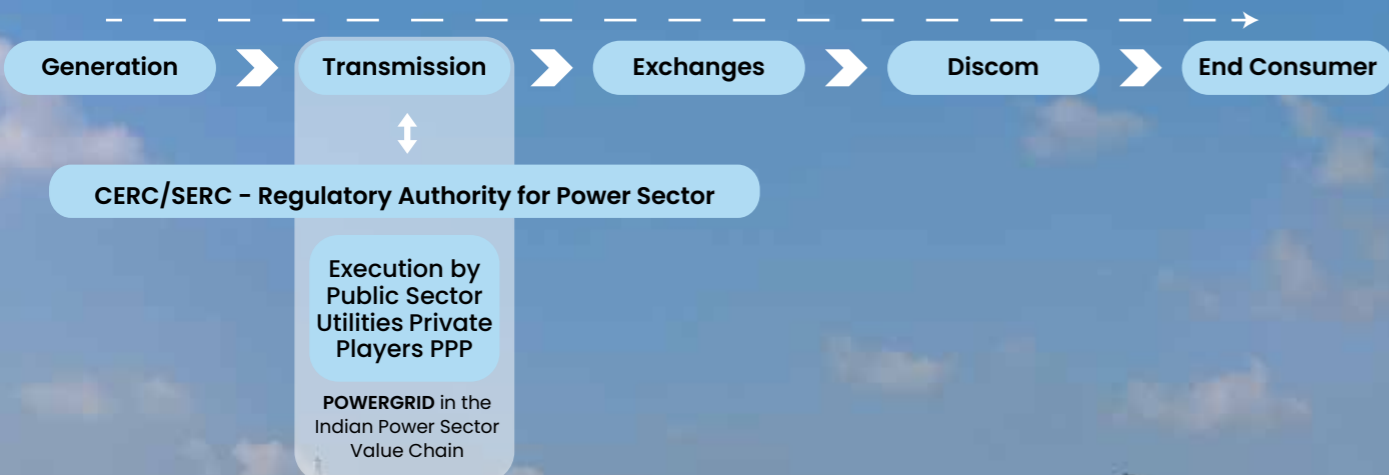 Generation
Transmission
Exchanges
Discom
End Consumer
CERC/SERC - Regulatory Authority for Power Sector
Execution by
Public Sector
Utilities Private
Players PPP
POWERGRID in the
Indian Power Sector
Value Chain